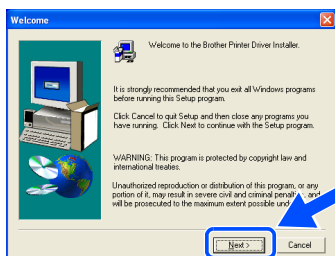 Welcome
Welcome to the Brother Printer Driver Installer.
It is strongly recommended that you exit all Windows programs
before running this Setup program.
Click Cancel to quit Setup and then close any programs you
have running. Click Next to continue with the Setup program.
WARNING: This program is protected by copyright law and
international treaties.
Unauthorized reproduction or distribution of this program, or any
portion of it, may result in severe civil and criminal penalties, and
will be prosecuted to the maximum extent possible
Next >
Cancel